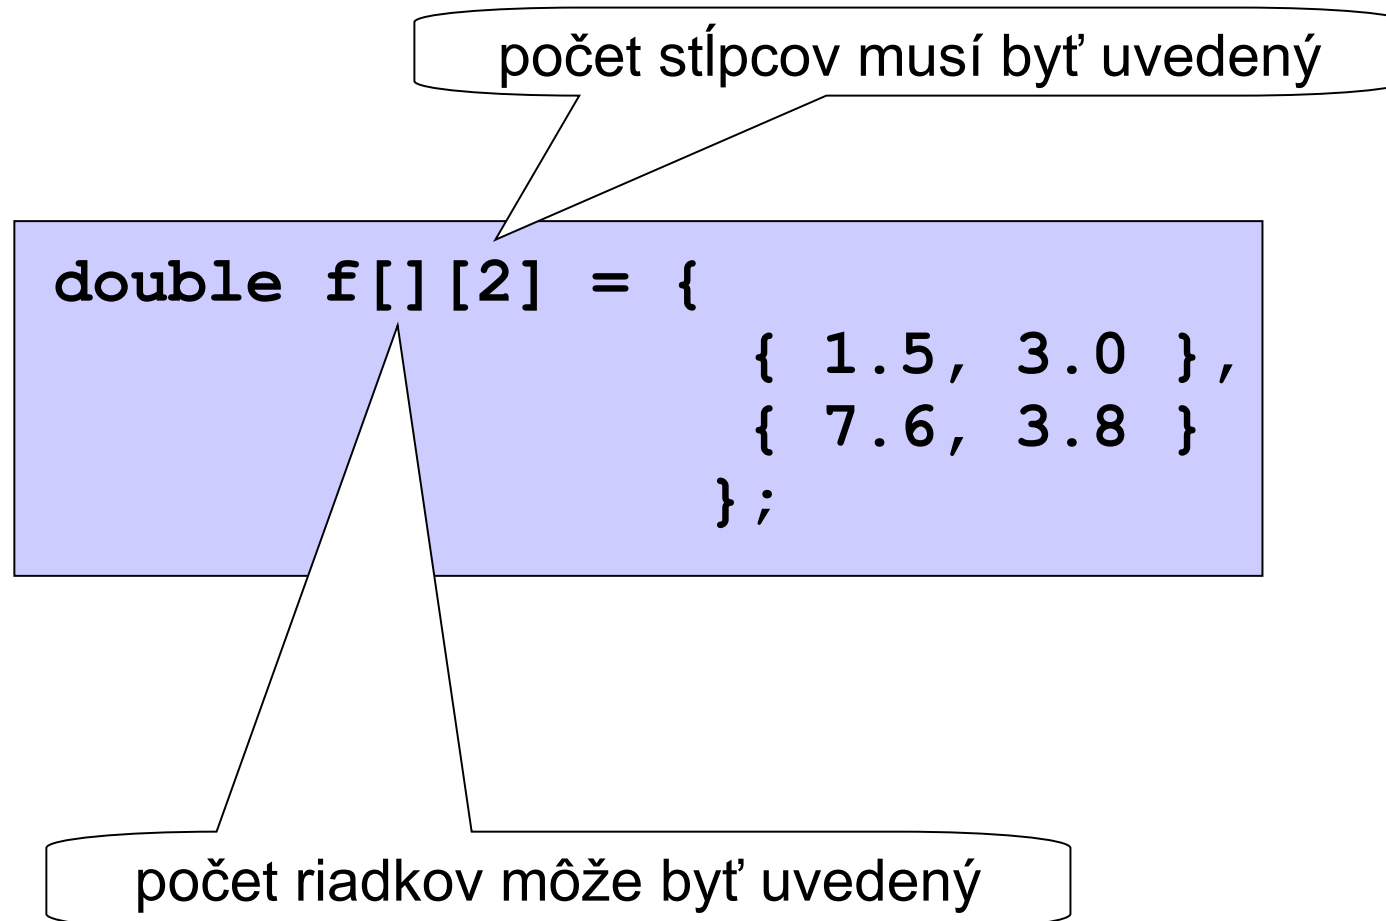 počet stĺpcov musí byť uvedený
double f[][2] = {
{ 1.5, 3.0 },
{ 7.6, 3.8 }
};
počet riadkov môže byť uvedený